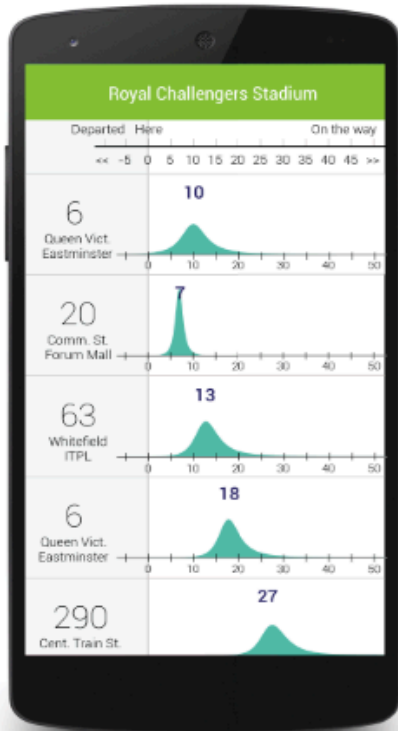 Royal Challengers Stadium
Departed Here On the way
<< -5 0 5 10 15 20 25 30 35 40 45 >>
10
6
Queen Vict.
Eastminster
0 10 20 30 40 50
7
20
Comm. St.
Forum Mall
0 10 20 30 40 50
13
63
Whitefield
ITPL
0 10 20 30 40 50
18
6
Queen Vict.
Eastminster
10 20 30 40 50
27
290
Cent. Train St.